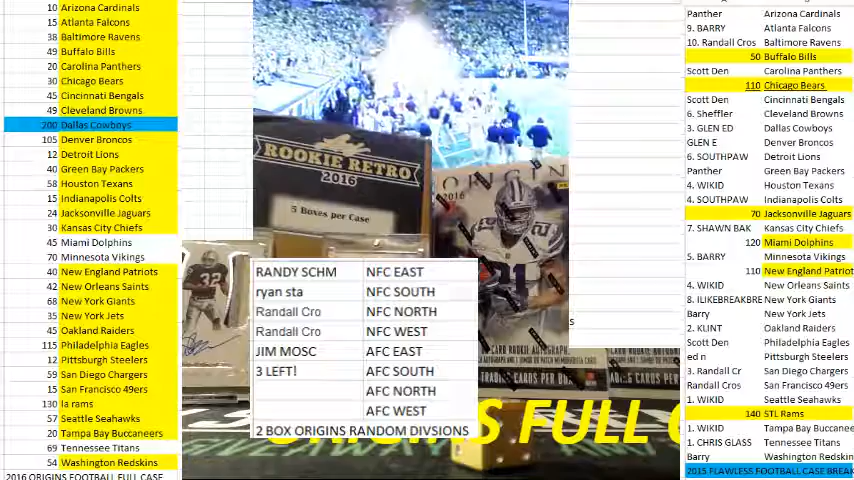 10 Arizona Cardinals
15 Atlanta Falcons
38 Baltimore Ravens
49 Buffalo Bills
20 Carolina Panthers
30 Chicago Bears
45 Cincinnati Bengals
49 Cleveland Browns
200 Dallas Cowboys
105 Denver Broncos
12 Detroit Lions
40 Green Bay Packers
58 Houston Texans
15 Indianapolis Colts
24 Jacksonville Jaguars
30 Kansas City Chiefs
45 Miami Dolphins
70 Minnesota Vikings
40 New England Patriots
42 New Orleans Saints
68 New York Giants
35 New York Jets
45 Oakland Raiders
115 Philadelphia Eagles
12 Pittsburgh Steelers
59 San Diego Chargers
15 San Francisco 49ers
130 la rams
57 Seattle Seahawks
20 Tampa Bay Buccaneers
69 Tennessee Titans
54 Washington Redskins
2016 ORIGINS FOOTBALL FULL CASE
ROOKIE RETRO
2016
5 Boxes per Case
ORIGINS
2016
21
32
RANDY SCHM NFC EAST
ryan sta NFC SOUTH
Randall Cro NFC NORTH
Randall Cro NFC WEST
JIM MOSC AFC EAST
3 LEFT! AFC SOUTH
AFC NORTH
AFC WEST
2 BOX ORIGINS RANDOM DIVSIONS
S FULL C
GIVEAWAY
Panther Arizona Cardinals
9. BARRY Atlanta Falcons
10. Randall Cros Baltimore Ravens
50 Buffalo Bills
Scott Den Carolina Panthers
110 Chicago Bears
Scott Den Cincinnati Bengals
6. Sheffler Cleveland Browns
3. GLEN ED Dallas Cowboys
GLEN E Denver Broncos
6. SOUTHPAW Detroit Lions
Panther Green Bay Packers
4. WIKID Houston Texans
4. SOUTHPAW Indianapolis Colts
70 Jacksonville Jaguars
7. SHAWN BAK Kansas City Chiefs
120 Miami Dolphins
5. BARRY Minnesota Vikings
110 New England Patriot
4. WIKID New Orleans Saints
8. ILIKEBREAKBRE New York Giants
Barry New York Jets
2. KLINT Oakland Raiders
Scott Den Philadelphia Eagles
ed n Pittsburgh Steelers
3. Randall Cr San Diego Chargers
Randall Cros San Francisco 49ers
1. WIKID Seattle Seahawks
140 STL Rams
1. WIKID Tampa Bay Buccanee
1. CHRIS GLASS Tennessee Titans
Barry Washington Redskin
2015 FLAWLESS FOOTBALL CASE BREAK